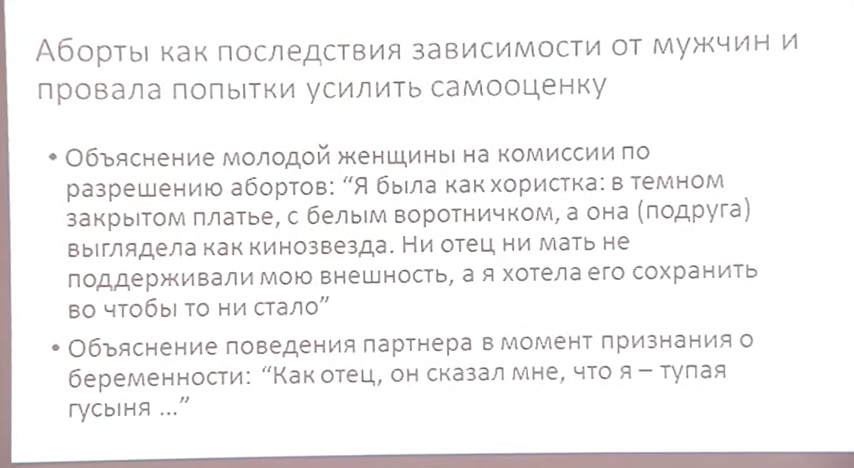 Аборты как последствия зависимости от мужчин и
провала попытки усилить самооценку
• Объяснение молодой женщины на комиссии по
разрешению абортов: “Я была как хористка: в темном
закрытом платье, с белым воротничком, а она (подруга)
выглядела как кинозвезда. Ни отец ни мать не
поддерживали мою внешность, а я хотела его сохранить
во чтобы то ни стало”
• Объяснение поведения партнера в момент признания о
беременности: “Как отец, он сказал мне, что я – тупая
гусыня ...”